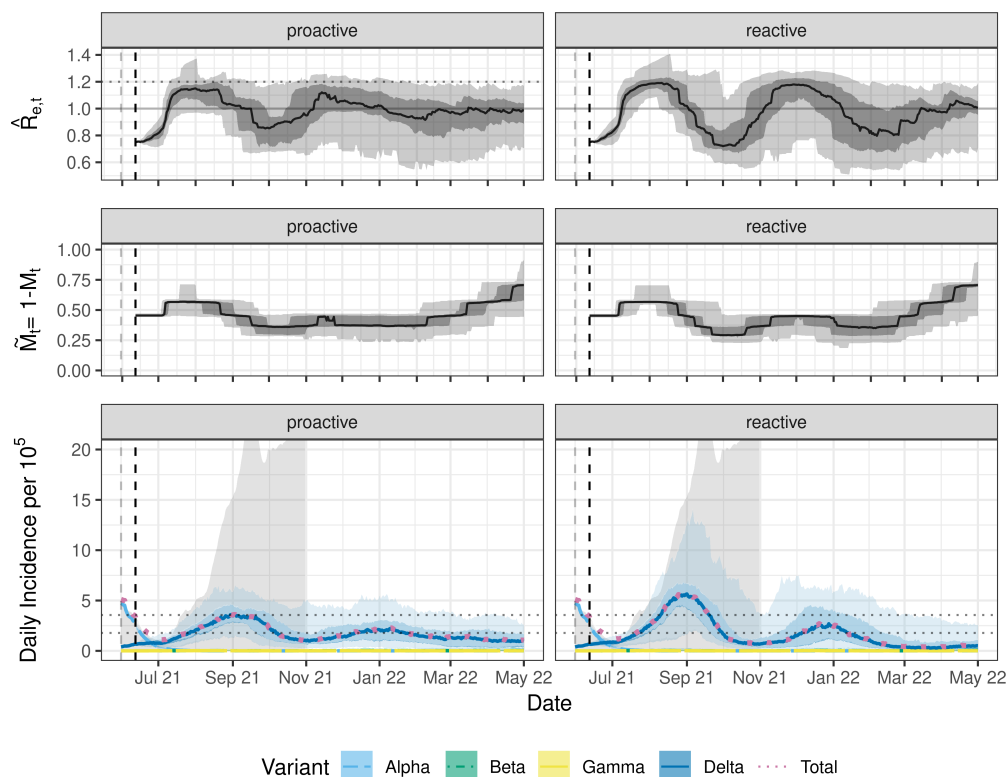 proactive reactive
R̂e,t
1.4
1.2
1.0
0.8
0.6
proactive reactive
M̃t= 1-Mt
1.00
0.75
0.50
0.25
0.00
proactive reactive
Daily Incidence per 10⁵
20
15
10
5
0
Jul 21 Sep 21 Nov 21 Jan 22 Mar 22 May 22 Jul 21 Sep 21 Nov 21 Jan 22 Mar 22 May 22
Date
Variant Alpha Beta Gamma Delta Total